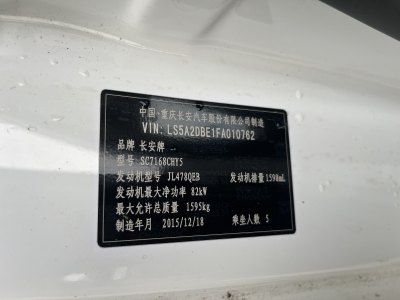 中国·重庆长安汽车股份有限公司制造
VIN: LS5A2DBE1FA010762
品牌 长安牌
型号 SC7168CHY5
发动机型号 JL478QEB 发动机排量 1598mL
发动机最大净功率 82kW
最大允许总质量 1595kg
制造年月 2015/12/18 乘坐人数 5